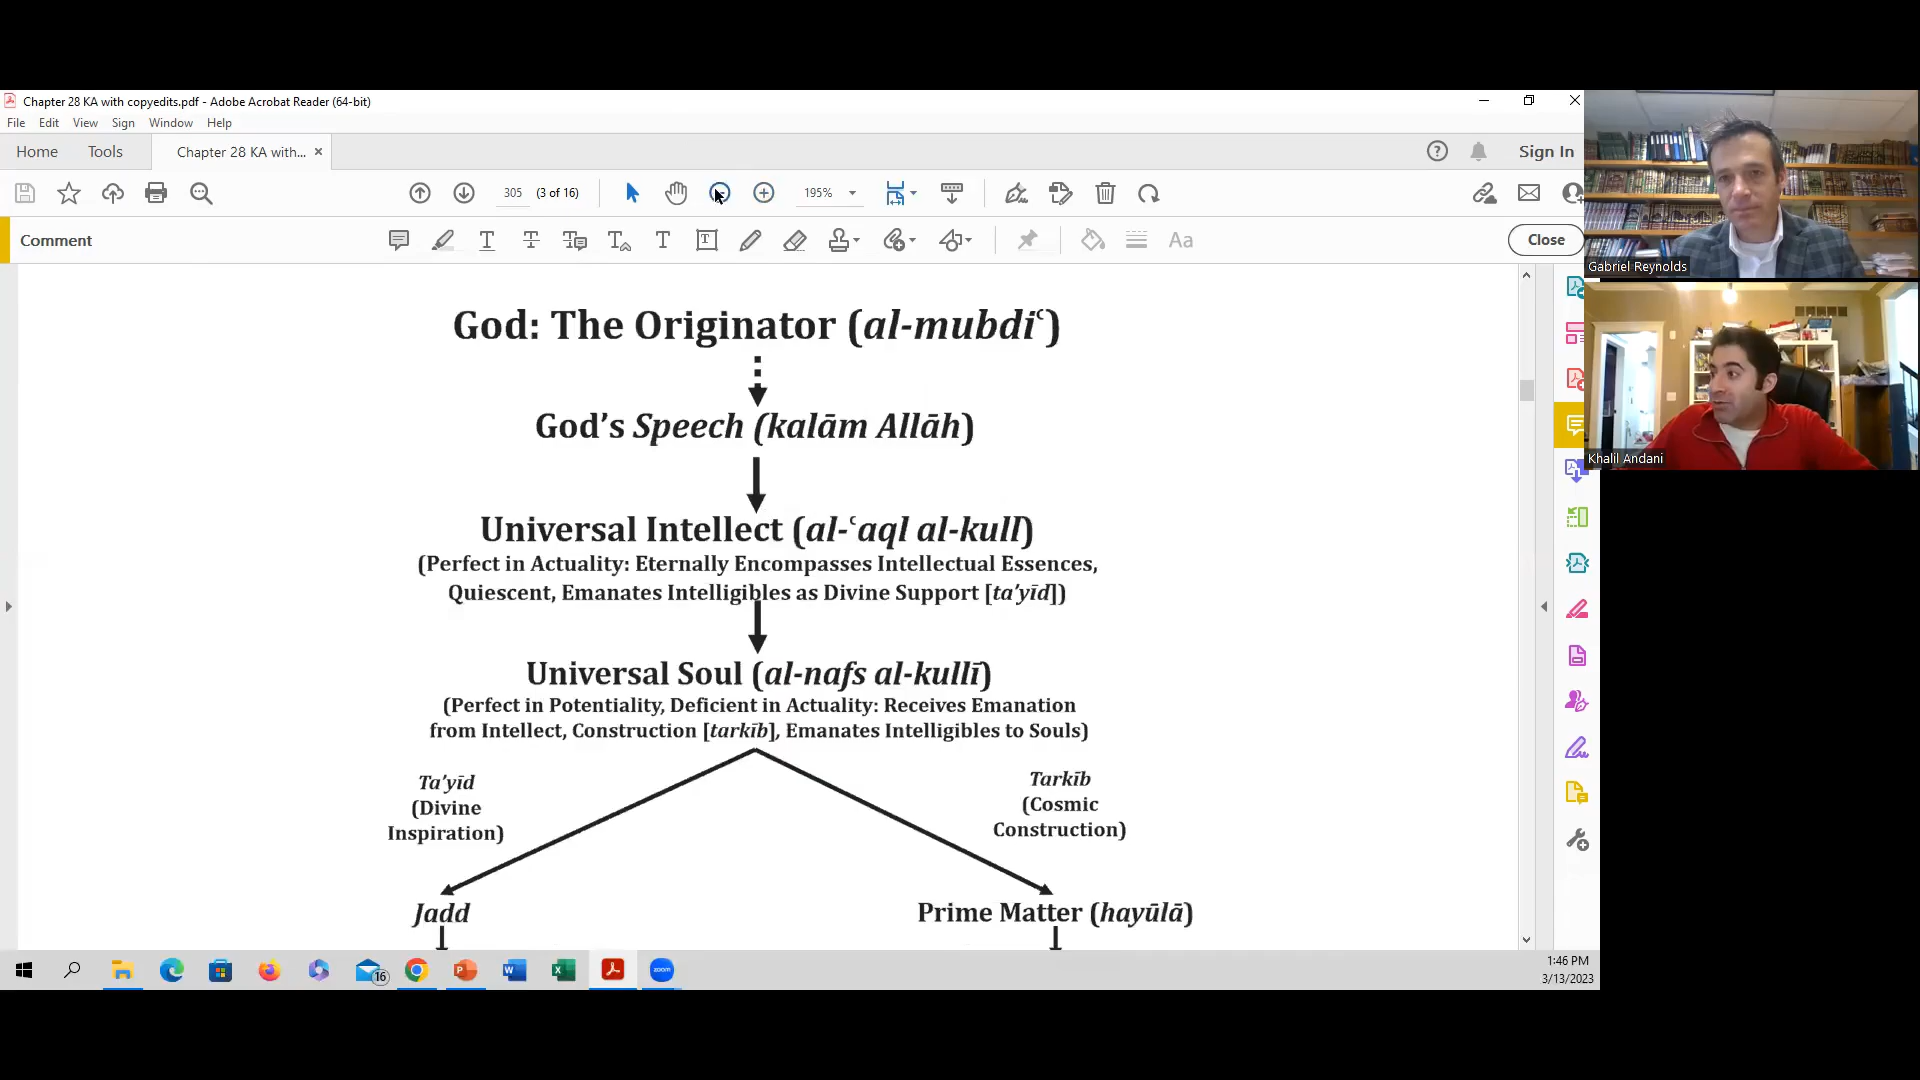 Chapter 28 KA with copyedits.pdf - Adobe Acrobat Reader (64-bit)
File Edit View Sign Window Help
Home Tools Chapter 28 KA with... × Sign In
305 (3 of 16) 195%
Comment Close
God: The Originator (al-mubdiʿ)
God's Speech (kalām Allāh)
Universal Intellect (al-ʿaql al-kull)
(Perfect in Actuality: Eternally Encompasses Intellectual Essences,
Quiescent, Emanates Intelligibles as Divine Support [ta’yīd])
Universal Soul (al-nafs al-kullī)
(Perfect in Potentiality, Deficient in Actuality: Receives Emanation
from Intellect, Construction [tarkīb], Emanates Intelligibles to Souls)
Ta’yīd
(Divine
Inspiration)
Tarkīb
(Cosmic
Construction)
Jadd
Prime Matter (hayūlā)
Gabriel Reynolds
Khalil Andani
16
zoom
1:46 PM
3/13/2023